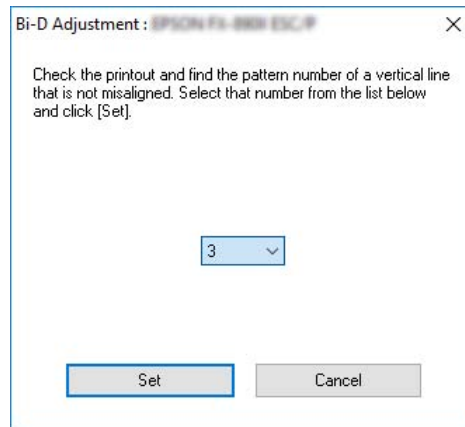 Bi-D Adjustment :
Check the printout and find the pattern number of a vertical line
that is not misaligned. Select that number from the list below
and click [Set].
3
Set Cancel